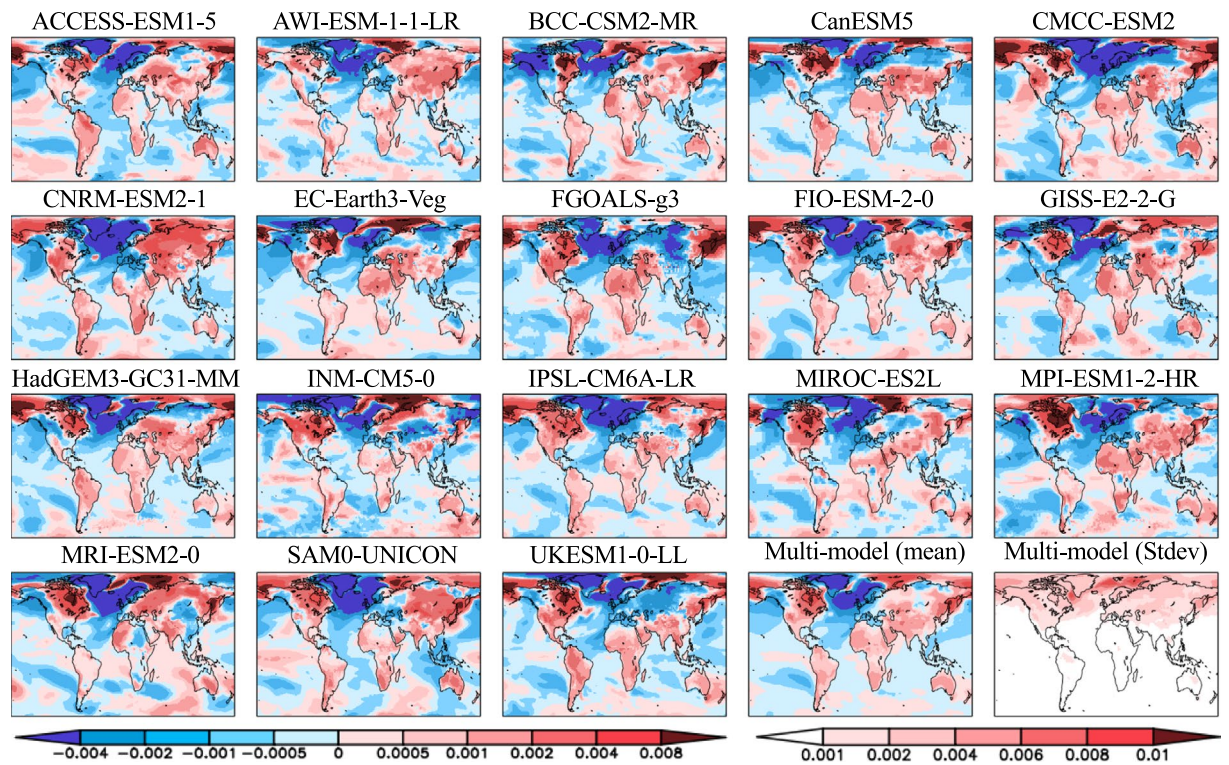 ACCESS-ESM1-5 AWI-ESM-1-1-LR BCC-CSM2-MR CanESM5 CMCC-ESM2
CNRM-ESM2-1 EC-Earth3-Veg FGOALS-g3 FIO-ESM-2-0 GISS-E2-2-G
HadGEM3-GC31-MM INM-CM5-0 IPSL-CM6A-LR MIROC-ES2L MPI-ESM1-2-HR
MRI-ESM2-0 SAM0-UNICON UKESM1-0-LL Multi-model (mean) Multi-model (Stdev)
-0.004 -0.002 -0.001 -0.0005 0 0.0005 0.001 0.002 0.004 0.008 0.001 0.002 0.004 0.006 0.008 0.01